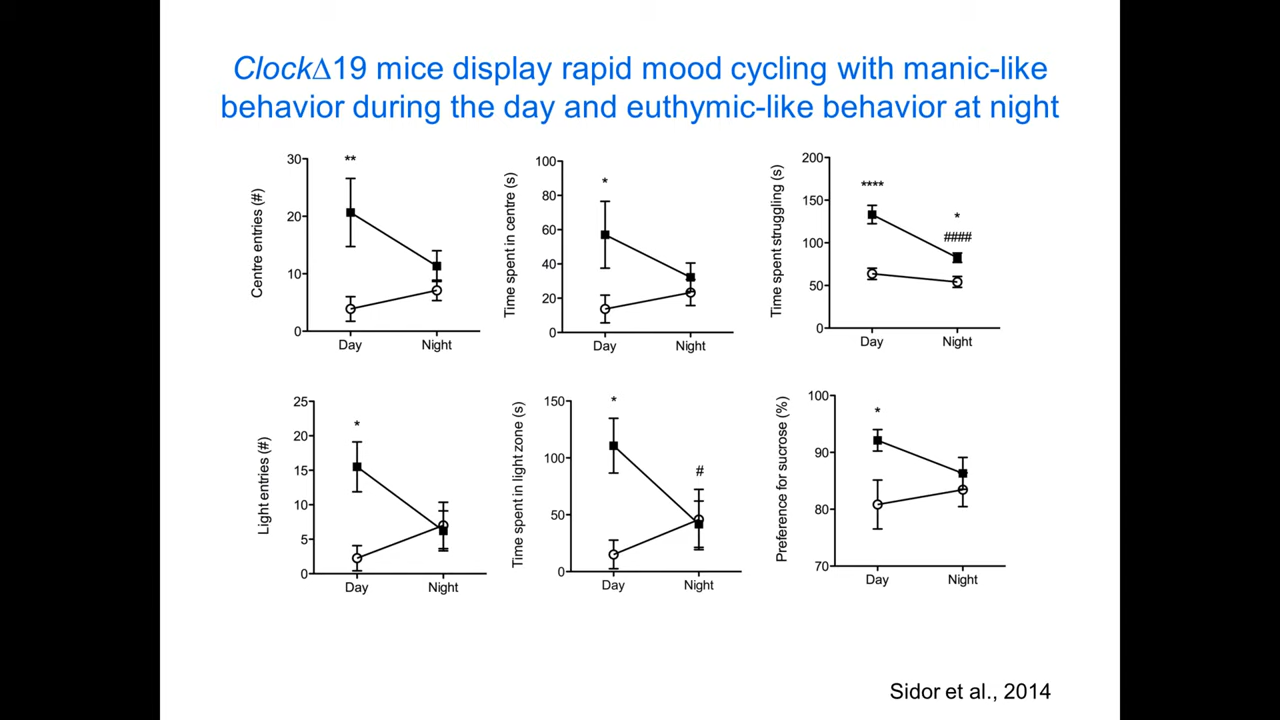 ClockΔ19 mice display rapid mood cycling with manic-like
behavior during the day and euthymic-like behavior at night
Centre entries (#)
30
20
10
0
**
Day
Night
Time spent in centre (s)
100
80
60
40
20
0
*
Day
Night
Time spent struggling (s)
200
150
100
50
0
****
*
####
Day
Night
Light entries (#)
25
20
15
10
5
0
*
Day
Night
Time spent in light zone (s)
150
100
50
0
*
#
Day
Night
Preference for sucrose (%)
100
90
80
70
*
Day
Night
Sidor et al., 2014